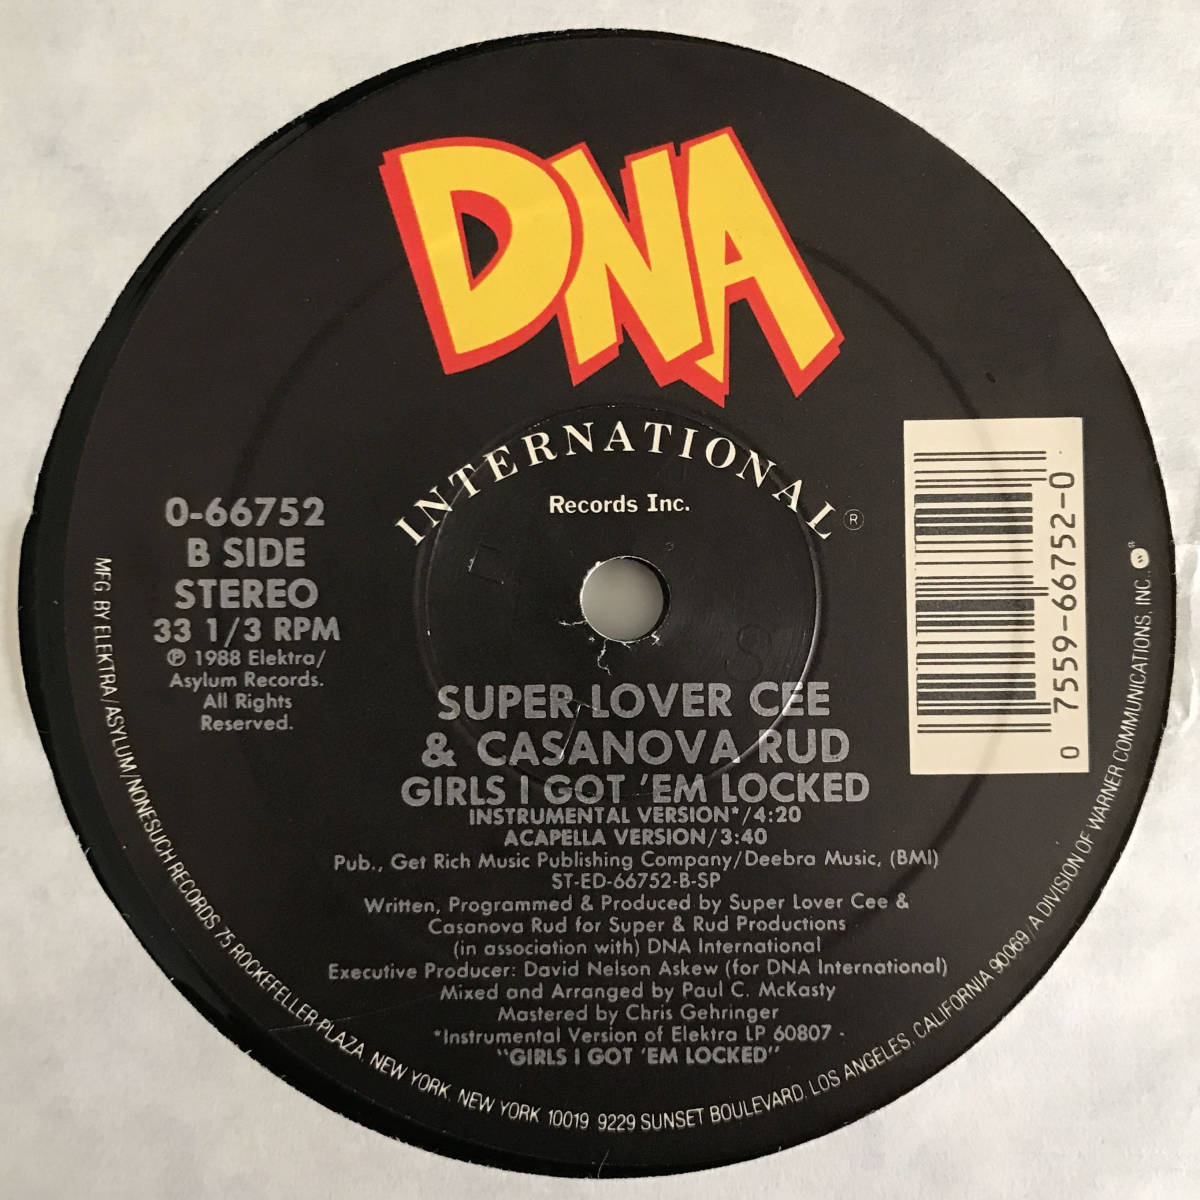 DNA
INTERNATIONAL ®
Records Inc.
0-66752
B SIDE
STEREO
33 1/3 RPM
℗ 1988 Elektra/
Asylum Records.
All Rights
Reserved.
0 7559-66752-0
SUPER LOVER CEE
& CASANOVA RUD
GIRLS I GOT 'EM LOCKED
INSTRUMENTAL VERSION*/4:20
ACAPELLA VERSION/3:40
Pub., Get Rich Music Publishing Company/Deebra Music, (BMI)
ST-ED-66752-B-SP
Written, Programmed & Produced by Super Lover Cee &
Casanova Rud for Super & Rud Productions
(in association with) DNA International
Executive Producer: David Nelson Askew (for DNA International)
Mixed and Arranged by Paul C. McKasty
Mastered by Chris Gehringer
*Instrumental Version of Elektra LP 60807 -
"GIRLS I GOT 'EM LOCKED"
MFG. BY ELEKTRA/ASYLUM/NONESUCH RECORDS 75 ROCKEFELLER PLAZA, NEW YORK, NEW YORK 10019 9229 SUNSET BOULEVARD, LOS ANGELES, CALIFORNIA 90069/A DIVISION OF WARNER COMMUNICATIONS, INC.